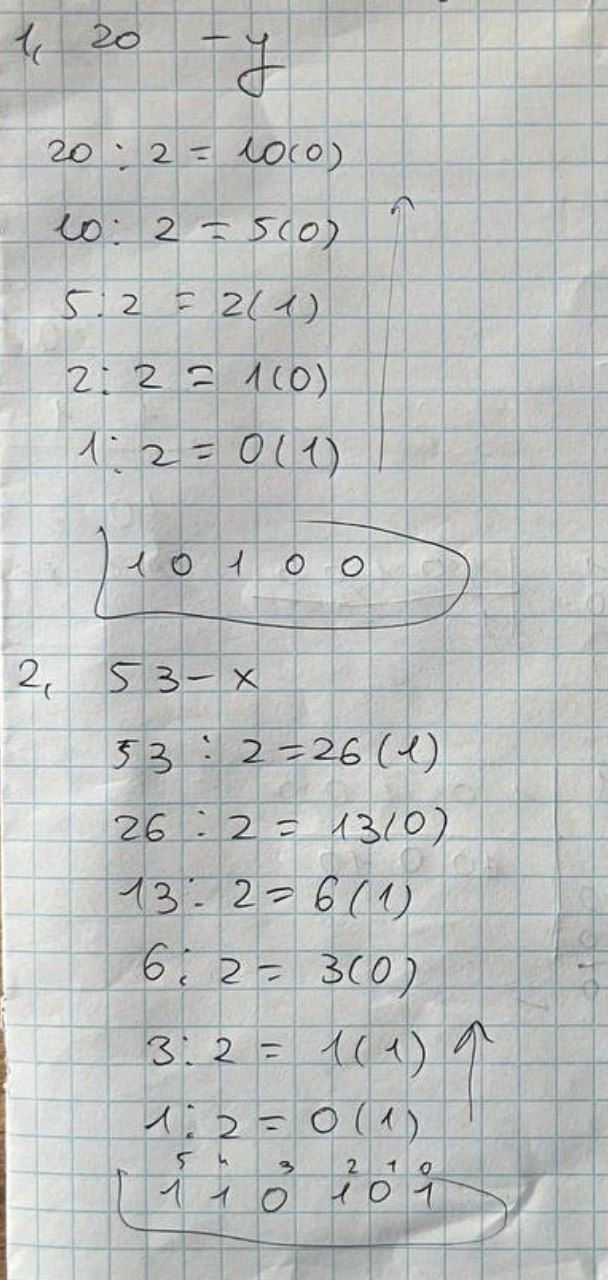 1, 20 - y
20 : 2 = 10(0)
10 : 2 = 5(0)
5 : 2 = 2(1)
2 : 2 = 1(0)
1 : 2 = 0(1)
1 0 1 0 0
2, 53 - x
53 : 2 = 26(1)
26 : 2 = 13(0)
13 : 2 = 6(1)
6 : 2 = 3(0)
3 : 2 = 1(1)
1 : 2 = 0(1)
5 4 3 2 1 0
1 1 0 1 0 1